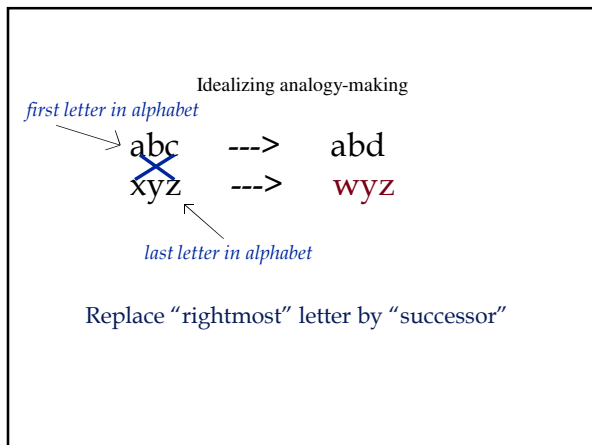 Idealizing analogy-making
first letter in alphabet
abc ---> abd
xyz ---> wyz
last letter in alphabet
Replace “rightmost” letter by “successor”